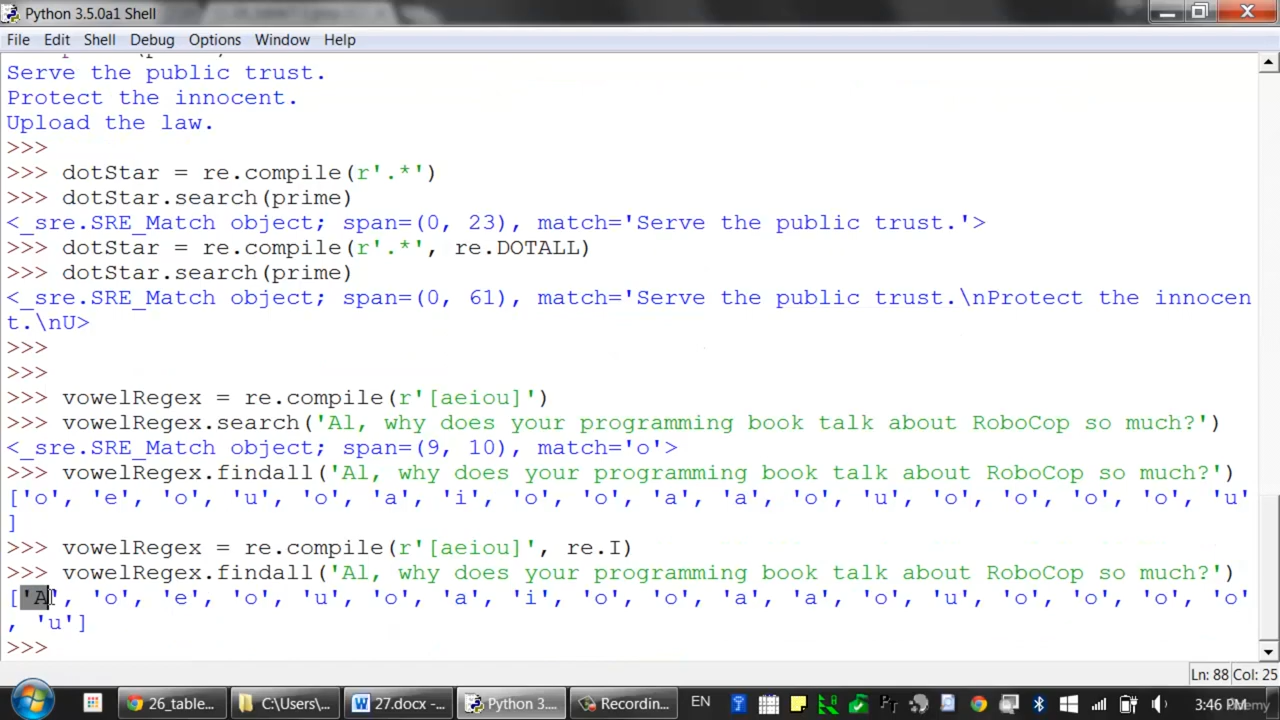 Python 3.5.0a1 Shell
File Edit Shell Debug Options Window Help
Serve the public trust.
Protect the innocent.
Upload the law.
>>>
>>> dotStar = re.compile(r'.*')
>>> dotStar.search(prime)
<_sre.SRE_Match object; span=(0, 23), match='Serve the public trust.'>
>>> dotStar = re.compile(r'.*', re.DOTALL)
>>> dotStar.search(prime)
<_sre.SRE_Match object; span=(0, 61), match='Serve the public trust.\nProtect the innocen
t.\nU>
>>>
>>>
>>> vowelRegex = re.compile(r'[aeiou]')
>>> vowelRegex.search('Al, why does your programming book talk about RoboCop so much?')
<_sre.SRE_Match object; span=(9, 10), match='o'>
>>> vowelRegex.findall('Al, why does your programming book talk about RoboCop so much?')
['o', 'e', 'o', 'u', 'o', 'a', 'i', 'o', 'o', 'a', 'a', 'o', 'u', 'o', 'o', 'o', 'o', 'u'
]
>>> vowelRegex = re.compile(r'[aeiou]', re.I)
>>> vowelRegex.findall('Al, why does your programming book talk about RoboCop so much?')
['A', 'o', 'e', 'o', 'u', 'o', 'a', 'i', 'o', 'o', 'a', 'a', 'o', 'u', 'o', 'o', 'o', 'o'
, 'u']
>>>
Ln: 88 Col: 25
26_table... C:\Users\... 27.docx -... Python 3.... Recordin... EN 3:46 PM